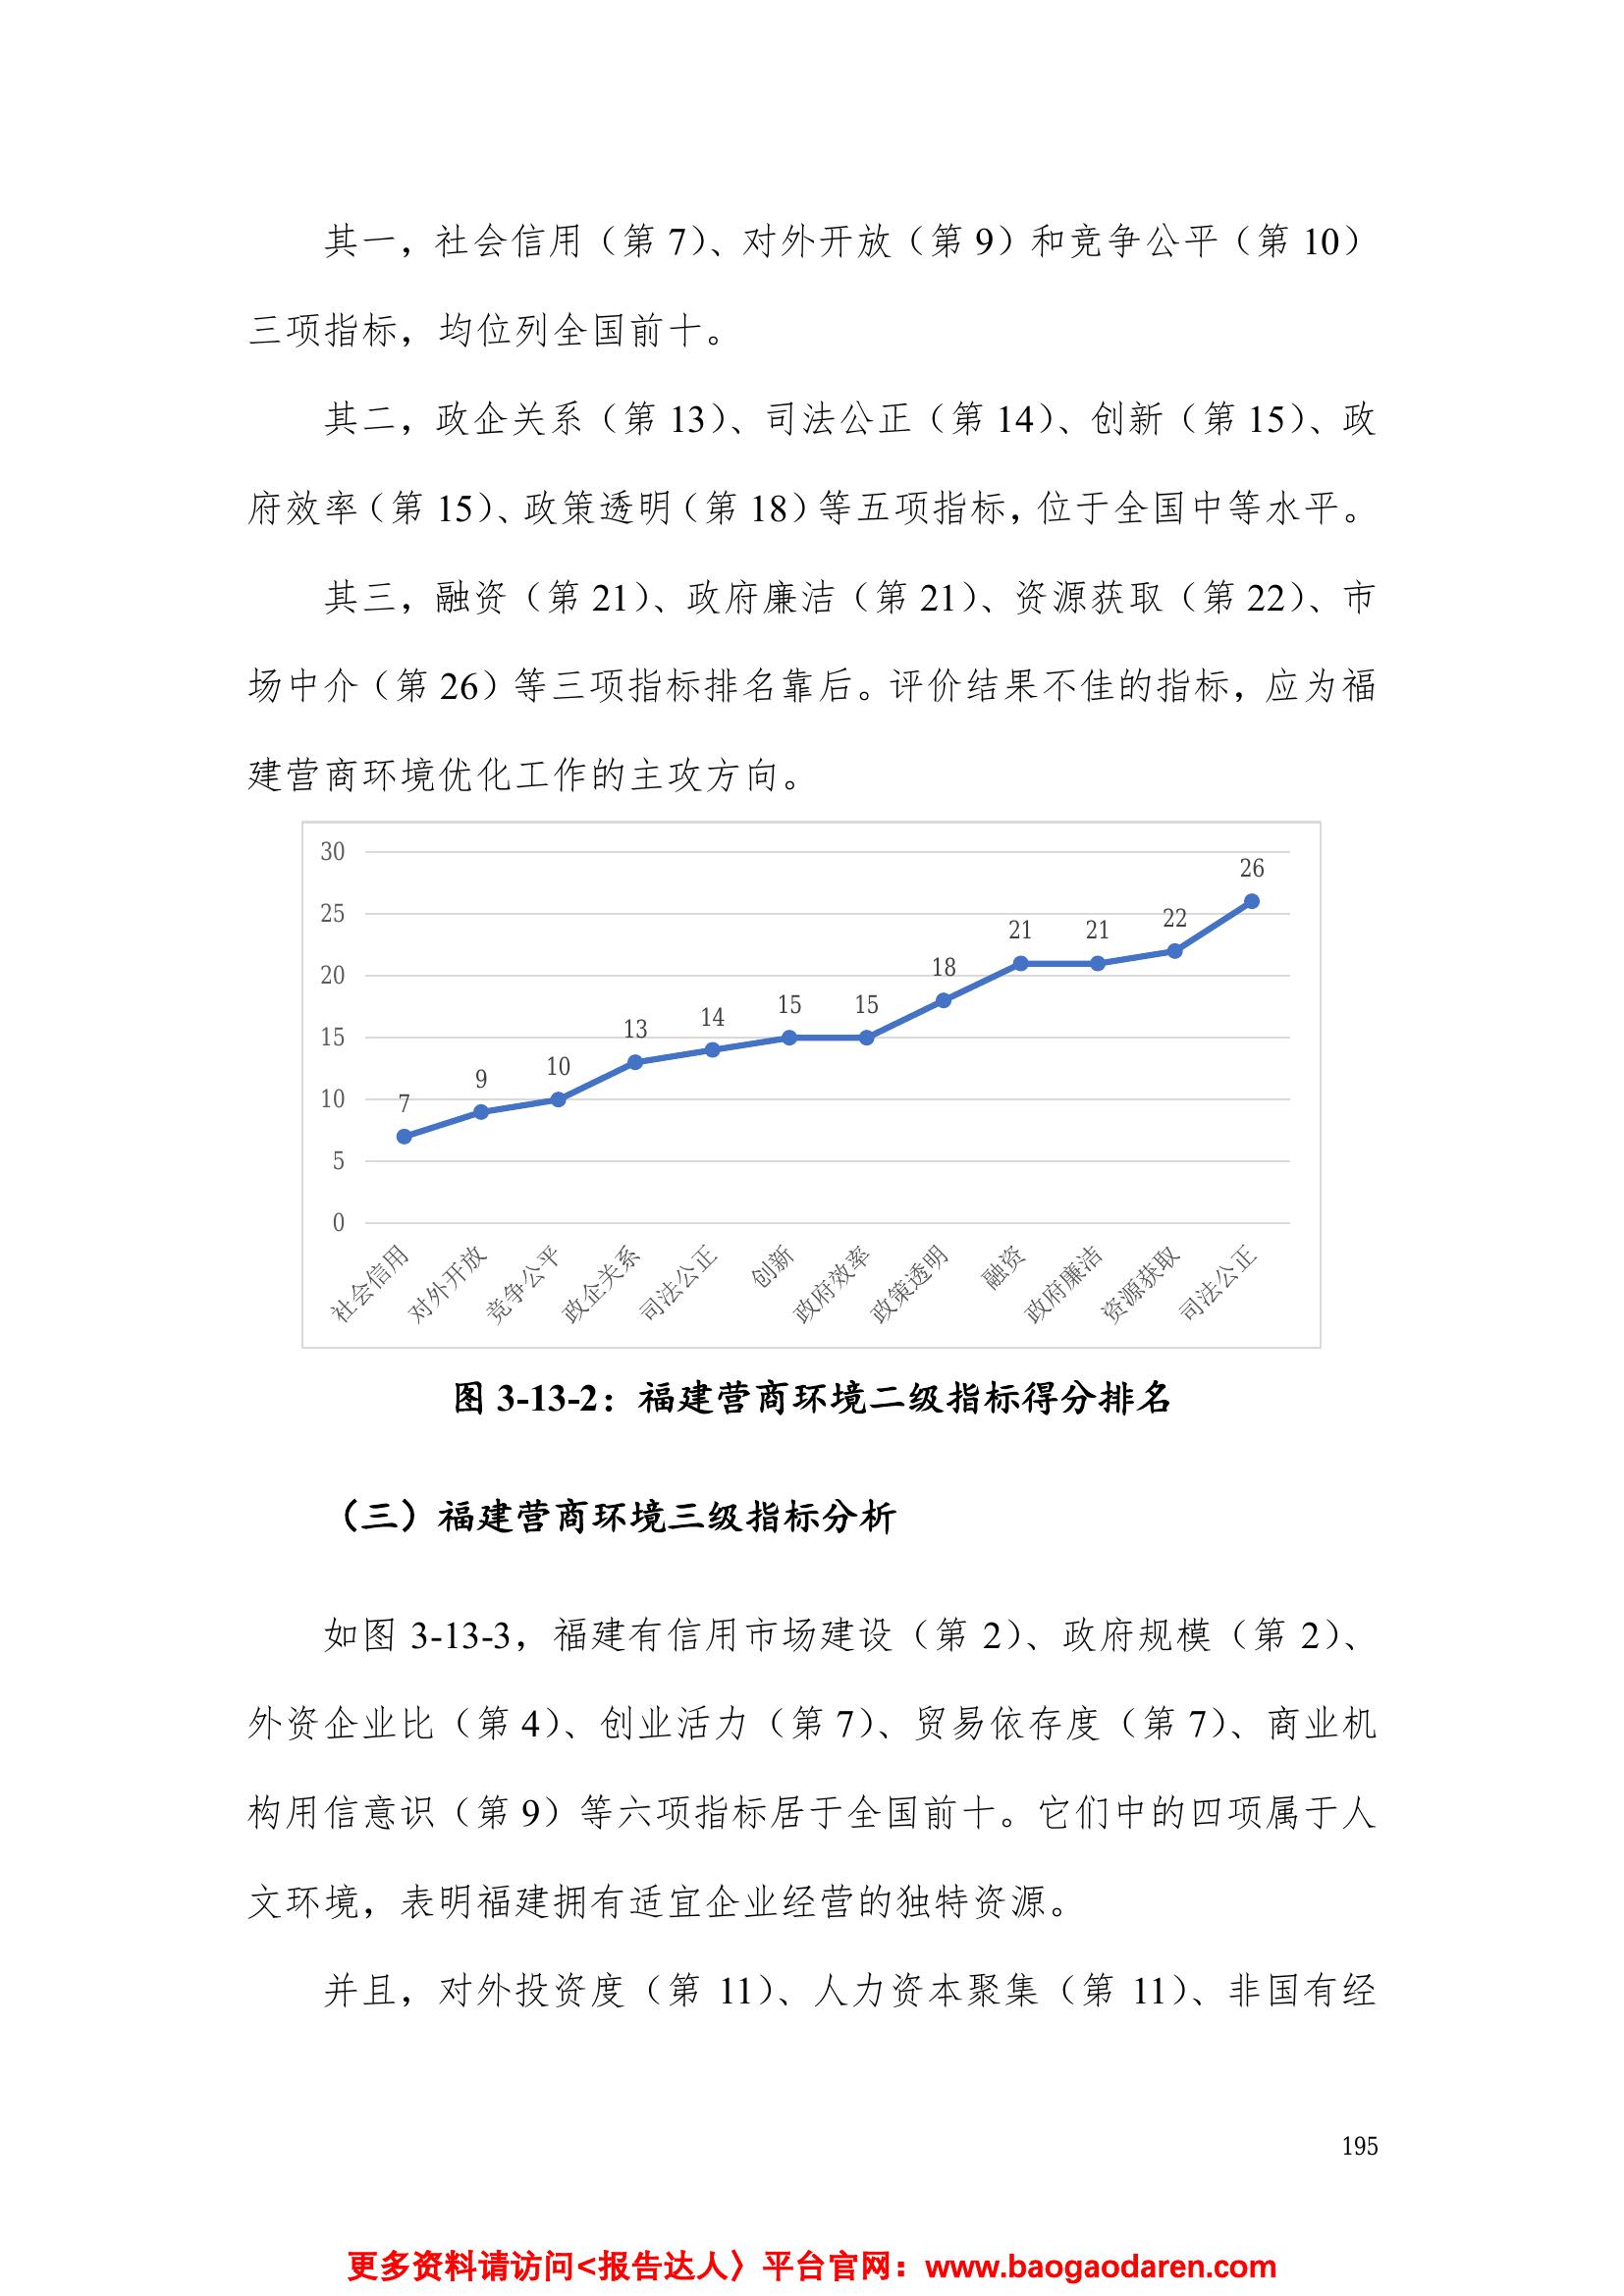 其一，社会信用（第 7）、对外开放（第 9）和竞争公平（第 10）
三项指标，均位列全国前十。
其二，政企关系（第 13）、司法公正（第 14）、创新（第 15）、政
府效率（第 15）、政策透明（第 18）等五项指标，位于全国中等水平。
其三，融资（第 21）、政府廉洁（第 21）、资源获取（第 22）、市
场中介（第 26）等三项指标排名靠后。评价结果不佳的指标，应为福
建营商环境优化工作的主攻方向。
30
25
20
15
10
5
0
7
9
10
13
14
15
15
18
21
21
22
26
社会信用
对外开放
竞争公平
政企关系
司法公正
创新
政府效率
政策透明
融资
政府廉洁
资源获取
司法公正
图 3-13-2：福建营商环境二级指标得分排名
（三）福建营商环境三级指标分析
如图 3-13-3，福建有信用市场建设（第 2）、政府规模（第 2）、
外资企业比（第 4）、创业活力（第 7）、贸易依存度（第 7）、商业机
构用信意识（第 9）等六项指标居于全国前十。它们中的四项属于人
文环境，表明福建拥有适宜企业经营的独特资源。
并且，对外投资度（第 11）、人力资本聚集（第 11）、非国有经
195
更多资料请访问<报告达人〉平台官网：www.baogaodaren.com